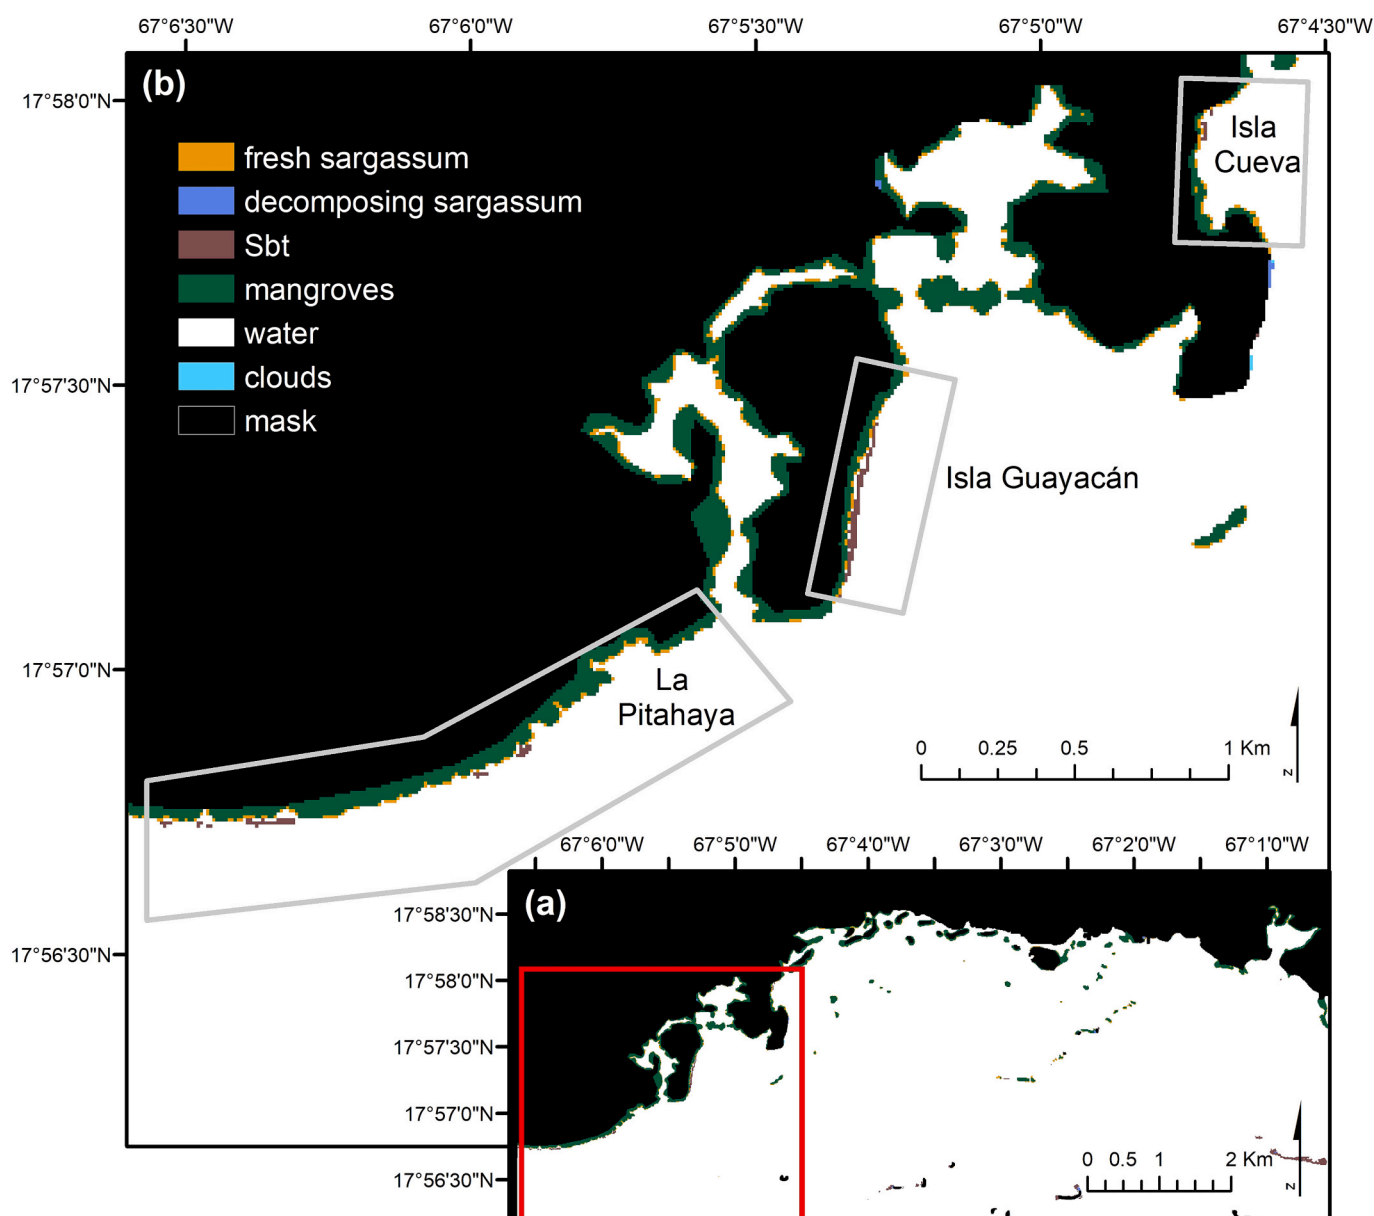 67°6'30"W 67°6'0"W 67°5'30"W 67°5'0"W 67°4'30"W
(b)
17°58'0"N
17°57'30"N
17°57'0"N
17°56'30"N
fresh sargassum
decomposing sargassum
Sbt
mangroves
water
clouds
mask
Isla
Cueva
Isla Guayacán
La
Pitahaya
0 0.25 0.5 1 Km
N
67°6'0"W 67°5'0"W 67°4'0"W 67°3'0"W 67°2'0"W 67°1'0"W
(a)
17°58'30"N
17°58'0"N
17°57'30"N
17°57'0"N
17°56'30"N
0 0.5 1 2 Km
N